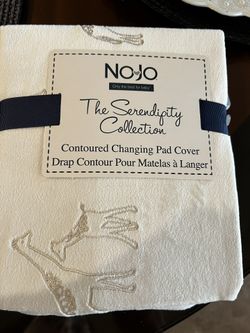 NoJo
Only the best for baby
The Serendipity
Collection
Contoured Changing Pad Cover
Drap Contour Pour Matelas à Langer